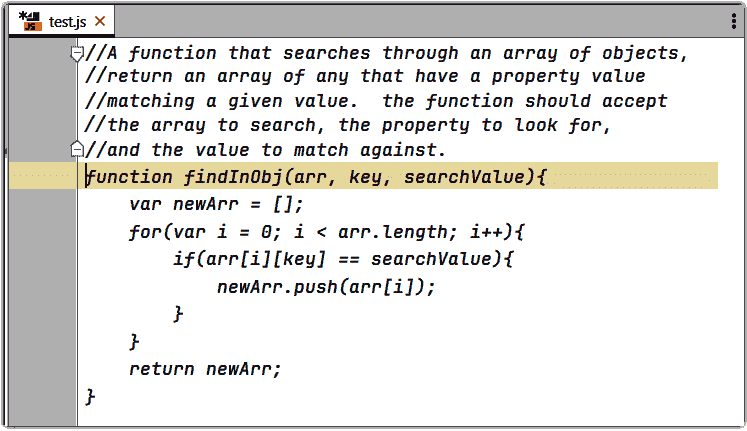 test.js
//A function that searches through an array of objects,
//return an array of any that have a property value
//matching a given value.  the function should accept
//the array to search, the property to look for,
//and the value to match against.
function findInObj(arr, key, searchValue){
    var newArr = [];
    for(var i = 0; i < arr.length; i++){
        if(arr[i][key] == searchValue){
            newArr.push(arr[i]);
        }
    }
    return newArr;
}